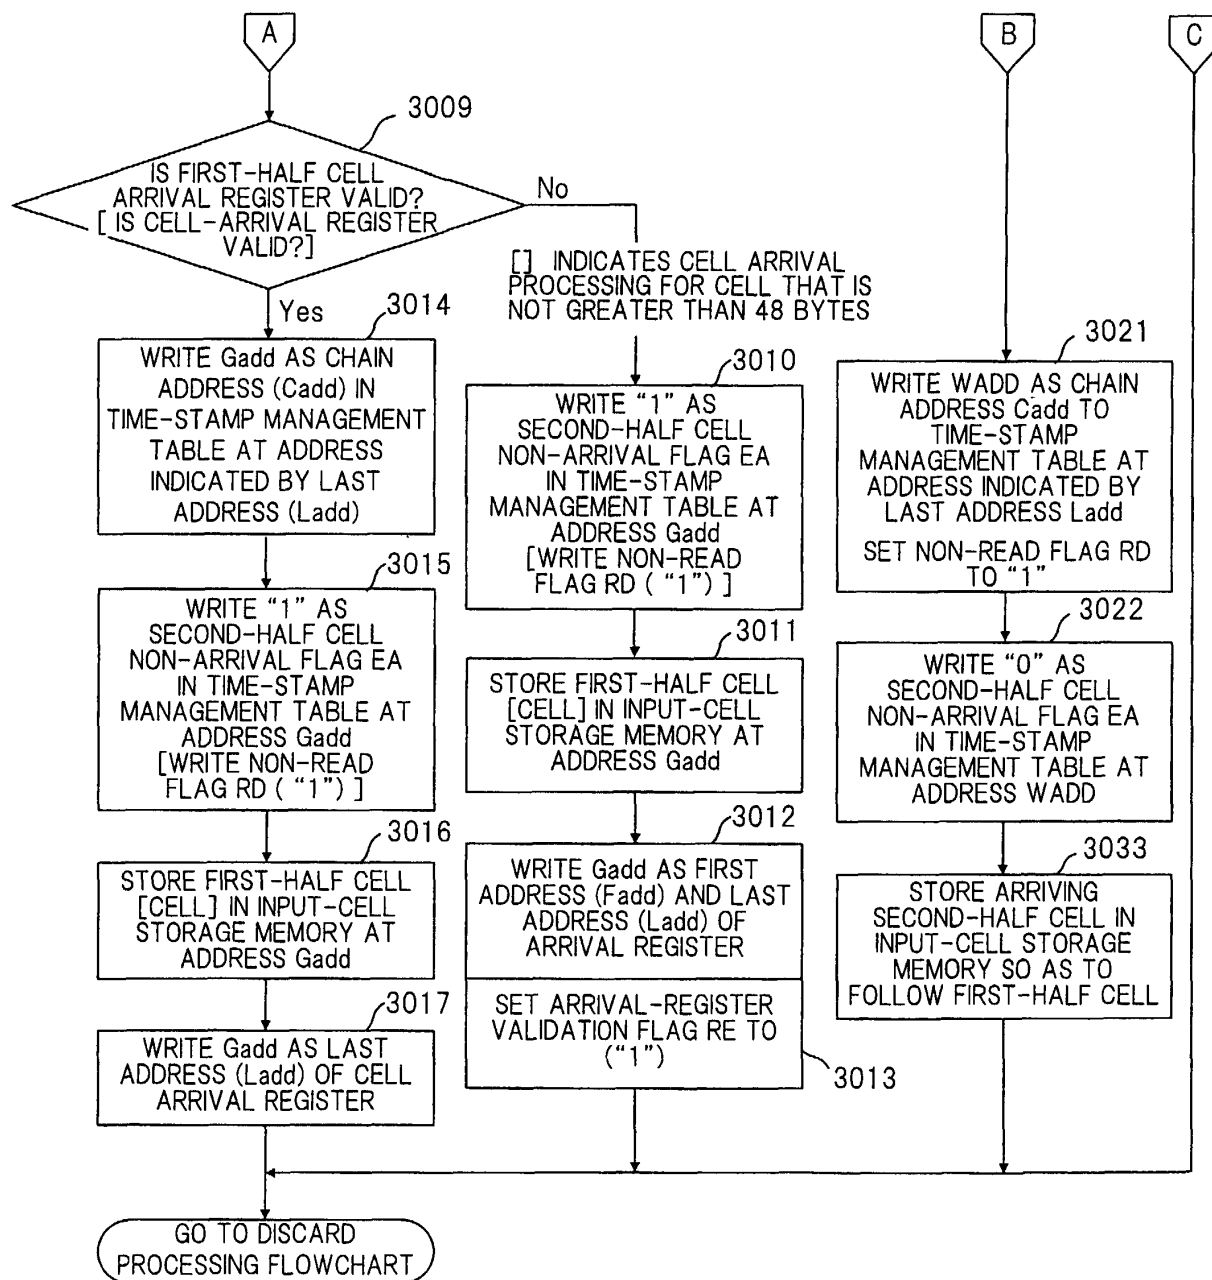 A
B
C
3009
IS FIRST-HALF CELL
ARRIVAL REGISTER VALID?
[ IS CELL-ARRIVAL REGISTER
VALID?]
No
Yes
[] INDICATES CELL ARRIVAL
PROCESSING FOR CELL THAT IS
NOT GREATER THAN 48 BYTES
3014
WRITE Gadd AS CHAIN
ADDRESS (Cadd) IN
TIME-STAMP MANAGEMENT
TABLE AT ADDRESS
INDICATED BY LAST
ADDRESS (Ladd)
3015
WRITE “1” AS
SECOND-HALF CELL
NON-ARRIVAL FLAG EA
IN TIME-STAMP
MANAGEMENT TABLE AT
ADDRESS Gadd
[WRITE NON-READ
FLAG RD ( “1”) ]
3016
STORE FIRST-HALF CELL
[CELL] IN INPUT-CELL
STORAGE MEMORY AT
ADDRESS Gadd
3017
WRITE Gadd AS LAST
ADDRESS (Ladd) OF CELL
ARRIVAL REGISTER
3010
WRITE “1” AS
SECOND-HALF CELL
NON-ARRIVAL FLAG EA
IN TIME-STAMP
MANAGEMENT TABLE AT
ADDRESS Gadd
[WRITE NON-READ
FLAG RD ( “1”) ]
3011
STORE FIRST-HALF CELL
[CELL] IN INPUT-CELL
STORAGE MEMORY AT
ADDRESS Gadd
3012
WRITE Gadd AS FIRST
ADDRESS (Fadd) AND LAST
ADDRESS (Ladd) OF
ARRIVAL REGISTER
SET ARRIVAL-REGISTER
VALIDATION FLAG RE TO
(“1”)
3013
3021
WRITE WADD AS CHAIN
ADDRESS Cadd TO
TIME-STAMP
MANAGEMENT TABLE AT
ADDRESS INDICATED BY
LAST ADDRESS Ladd
SET NON-READ FLAG RD
TO “1”
3022
WRITE “0” AS
SECOND-HALF CELL
NON-ARRIVAL FLAG EA
IN TIME-STAMP
MANAGEMENT TABLE AT
ADDRESS WADD
3033
STORE ARRIVING
SECOND-HALF CELL IN
INPUT-CELL STORAGE
MEMORY SO AS TO
FOLLOW FIRST-HALF CELL
GO TO DISCARD
PROCESSING FLOWCHART